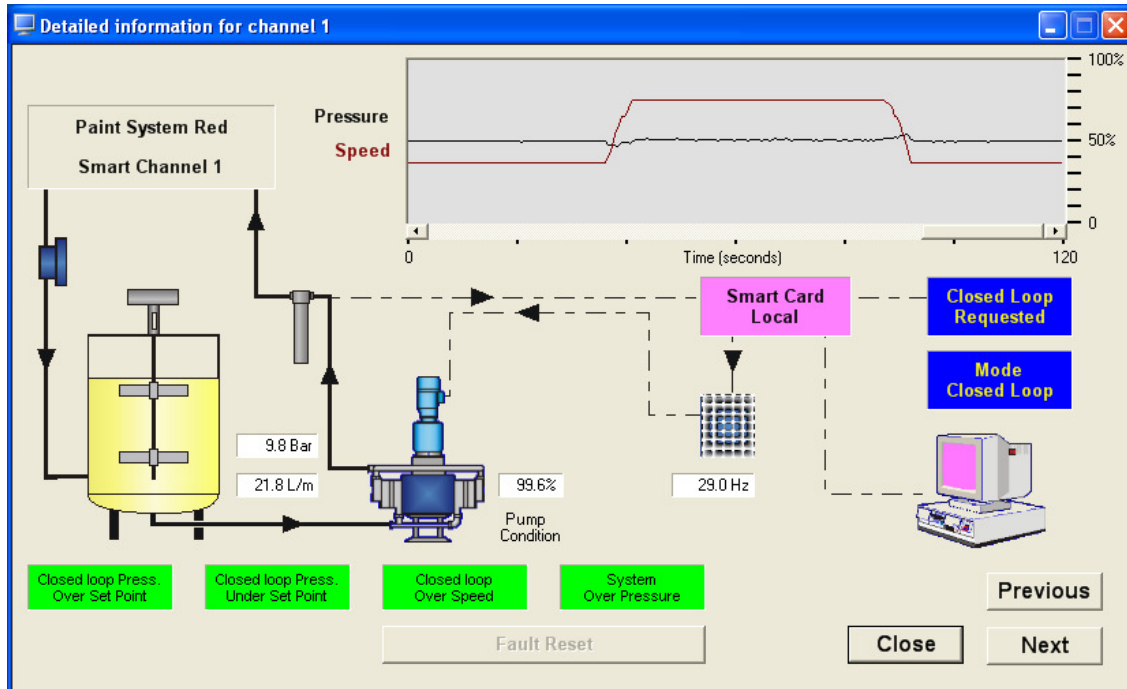 Detailed information for channel 1
Paint System Red
Smart Channel 1
Pressure
Speed
100%
50%
0
0
Time (seconds)
120
Smart Card
Local
Closed Loop
Requested
Mode
Closed Loop
9.8 Bar
21.8 L/m
99.6%
Pump
Condition
29.0 Hz
Closed loop Press.
Over Set Point
Closed loop Press.
Under Set Point
Closed loop
Over Speed
System
Over Pressure
Previous
Fault Reset
Close
Next